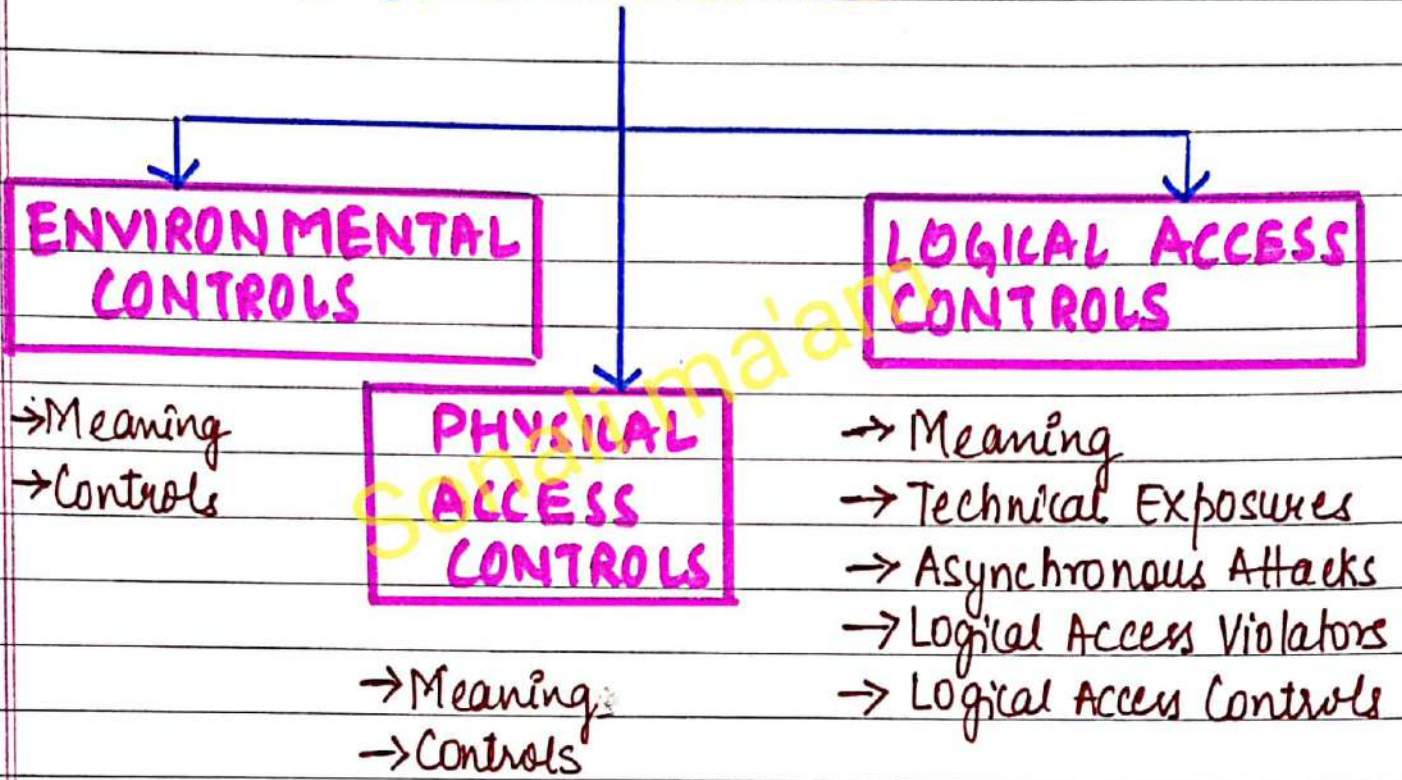 ENVIRONMENTAL
CONTROLS
→Meaning
→Controls
PHYSICAL
ACCESS
CONTROLS
→Meaning
→Controls
LOGICAL ACCESS
CONTROLS
→ Meaning
→ Technical Exposures
→ Asynchronous Attacks
→ Logical Access Violators
→ Logical Access Controls
Sonali ma'am